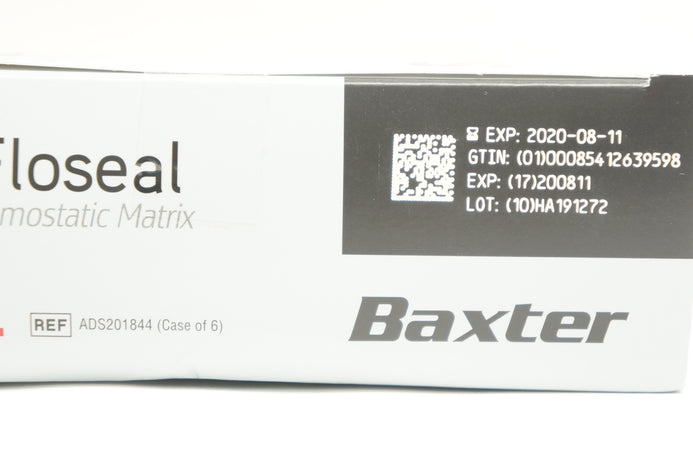 Floseal
mostatic Matrix
REF ADS201844 (Case of 6)
EXP: 2020-08-11
GTIN: (01)00085412639598
EXP: (17)200811
LOT: (10)HA191272
Baxter